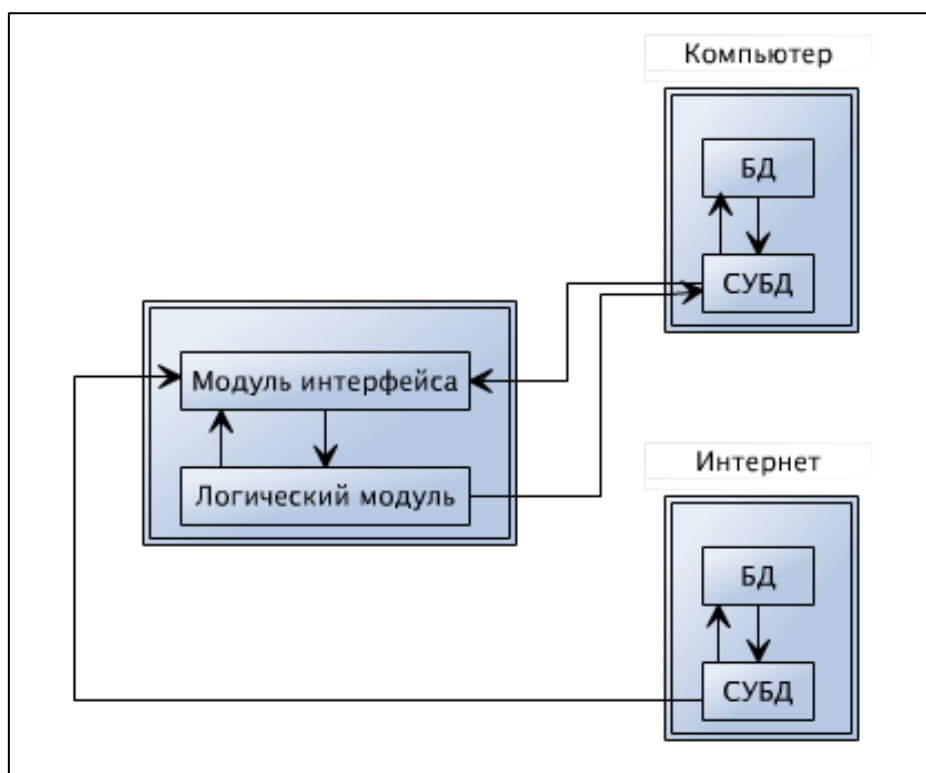 Компьютер
БД
СУБД
Модуль интерфейса
Логический модуль
Интернет
БД
СУБД